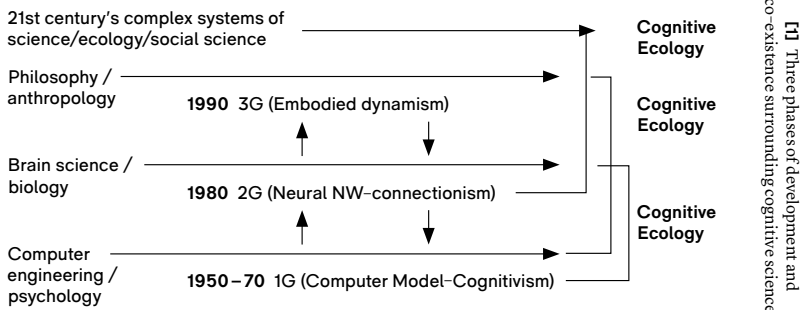 21st century's complex systems of
science/ecology/social science
Cognitive
Ecology
Philosophy /
anthropology
1990 3G (Embodied dynamism)
Cognitive
Ecology
Brain science /
biology
1980 2G (Neural NW–connectionism)
Cognitive
Ecology
Computer
engineering /
psychology
1950–70 1G (Computer Model–Cognitivism)
[1] Three phases of development and
co-existence surrounding cognitive science